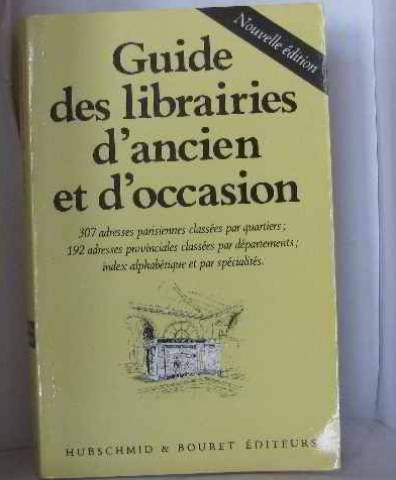 Nouvelle édition
Guide
des librairies
d'ancien
et d'occasion
307 adresses parisiennes classées par quartiers ;
192 adresses provinciales classées par départements ;
index alphabétique et par spécialités.
HUBSCHMID & BOURET ÉDITEURS